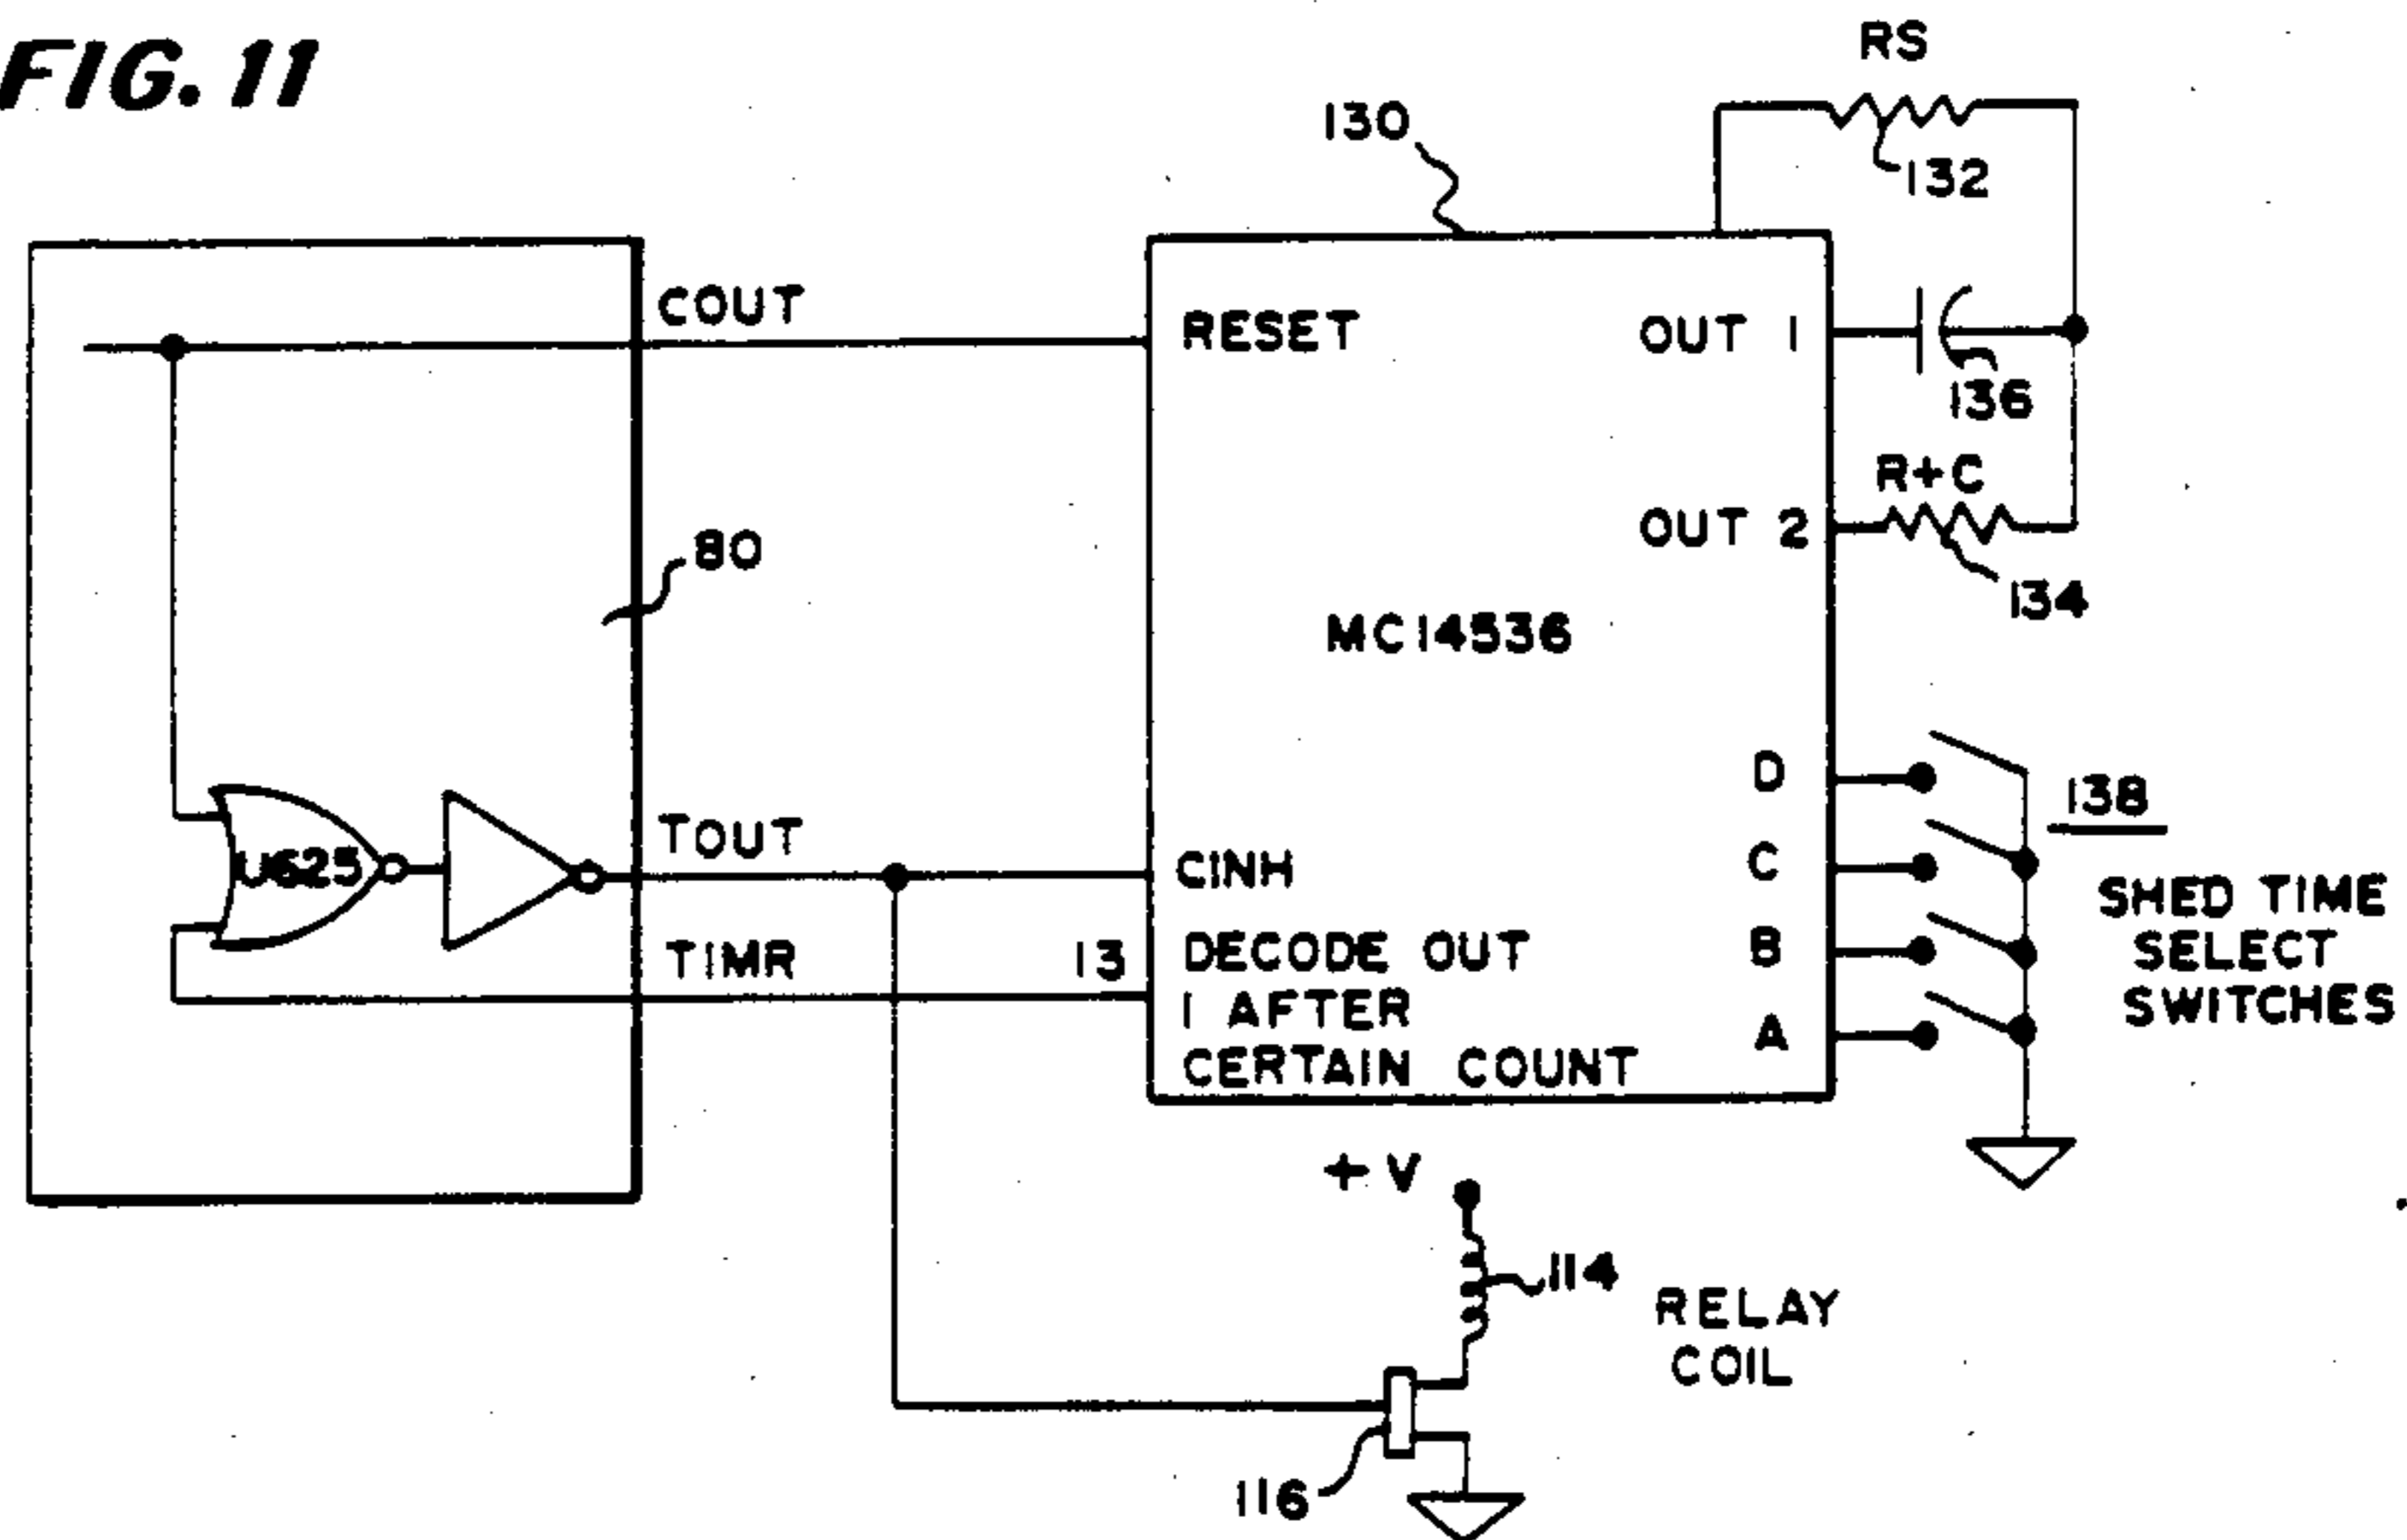 FIG. 11
RS
130
132
COUT
RESET
OUT 1
136
R+C
OUT 2
80
134
MC14536
D
138
TOUT
C
SHED TIME
SELECT
SWITCHES
U625
CINH
TIMR
13
DECODE OUT
1 AFTER
CERTAIN COUNT
B
A
+ V
114
RELAY
COIL
116